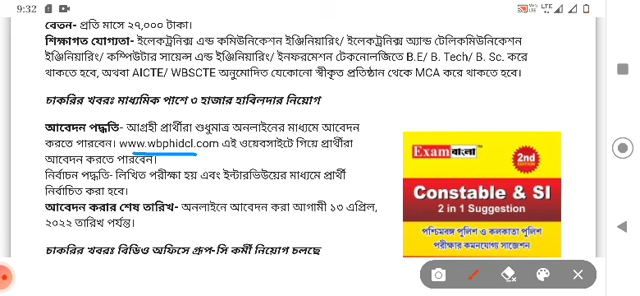 9:32
LTE
বেতন- প্রতি মাসে ২৭,০০০ টাকা।
শিক্ষাগত যোগ্যতা- ইলেকট্রনিক্স এন্ড কমিউনিকেশন ইঞ্জিনিয়ারিং/ ইলেকট্রনিক্স অ্যান্ড টেলিকমিউনিকেশন
ইঞ্জিনিয়ারিং/ কম্পিউটার সায়েন্স এন্ড ইঞ্জিনিয়ারিং/ ইনফরমেশন টেকনোলজিতে B.E/ B. Tech/ B. Sc. করে
থাকতে হবে, অথবা AICTE/ WBSCTE অনুমোদিত যেকোনো স্বীকৃত প্রতিষ্ঠান থেকে MCA করে থাকতে হবে।
চাকরির খবরঃ মাধ্যমিক পাশে ৩ হাজার হাবিলদার নিয়োগ
আবেদন পদ্ধতি- আগ্রহী প্রার্থীরা শুধুমাত্র অনলাইনের মাধ্যমে আবেদন
করতে পারবেন। www.wbphidcl.com এই ওয়েবসাইটে গিয়ে প্রার্থীরা
আবেদন করতে পারবেন।
নির্বাচন পদ্ধতি- লিখিত পরীক্ষা হয় এবং ইন্টারভিউয়ের মাধ্যমে প্রার্থী
নির্বাচিত করা হবে।
আবেদন করার শেষ তারিখ- অনলাইনে আবেদন করা আগামী ১৩ এপ্রিল,
২০২২ তারিখ পর্যন্ত।
চাকরির খবরঃ বিডিও অফিসে গ্রুপ-সি কর্মী নিয়োগ চলছে
Exam বাংলা
2nd
Constable & SI
2 in 1 Suggestion
পশ্চিমবঙ্গ পুলিশ ও কলকাতা পুলিশ
পরীক্ষার কমনযোগ্য সাজেশন